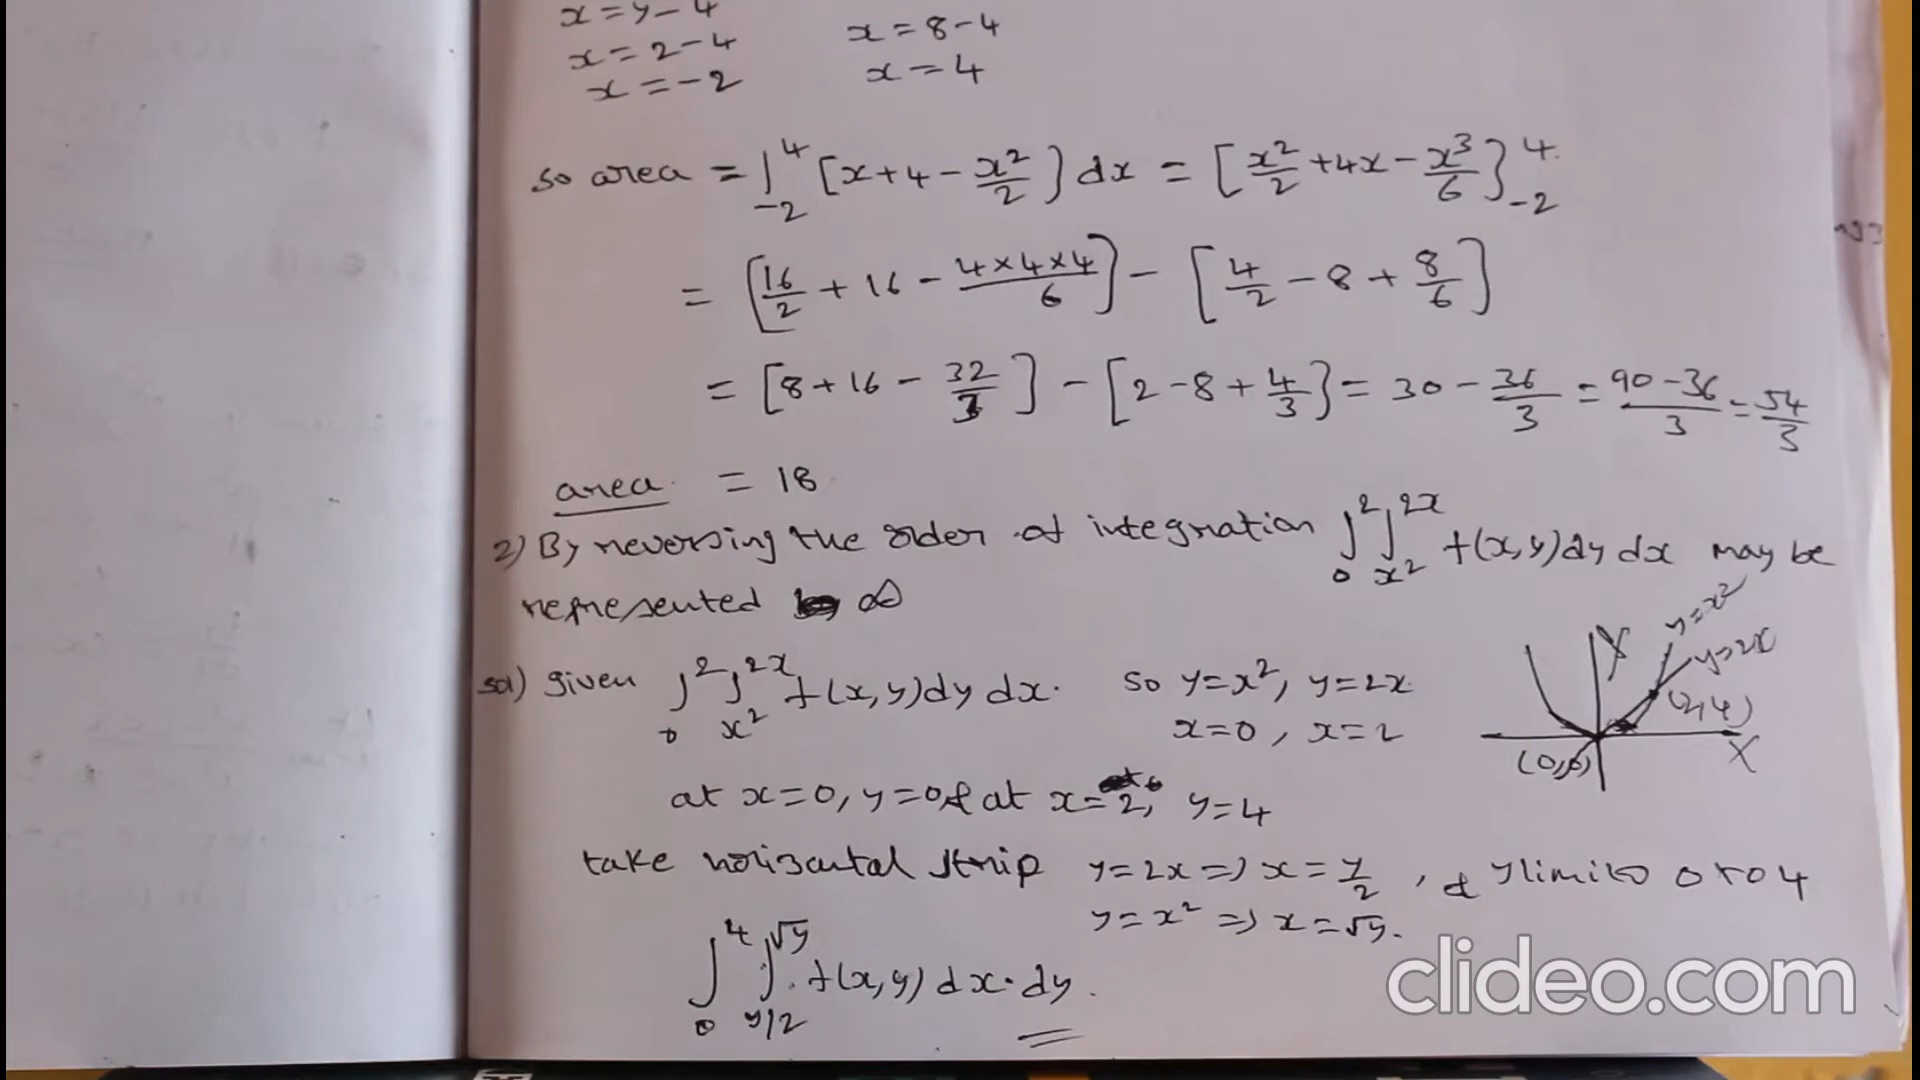 x = y - 4
x = 2 - 4 x = 8 - 4
x = -2 x = 4
so area = ∫_{-2}^{4} [x + 4 - x²/2] dx = [x²/2 + 4x - x³/6]_{-2}^{4}
= [16/2 + 16 - 4×4×4/6] - [4/2 - 8 + 8/6]
= [8 + 16 - 32/3] - [2 - 8 + 4/3] = 30 - 36/3 = 90-36/3 = 54/3
area = 18
2) By reversing the order of integration ∫_0^2 ∫_{x²}^{2x} f(x,y) dy dx may be
represented as
y = x²
Y
y = 2x
(2,4)
(0,0)
X
sol) given ∫_0^2 ∫_{x²}^{2x} f(x,y) dy dx. so y = x², y = 2x.
x = 0, x = 2
at x = 0, y = 0 & at x = 2, y = 4
take horizontal strip y = 2x ⇒ x = y/2, & y limits 0 to 4
y = x² ⇒ x = √y.
∫_0^4 ∫_{y/2}^{√y} f(x,y) dx. dy.
clideo.com